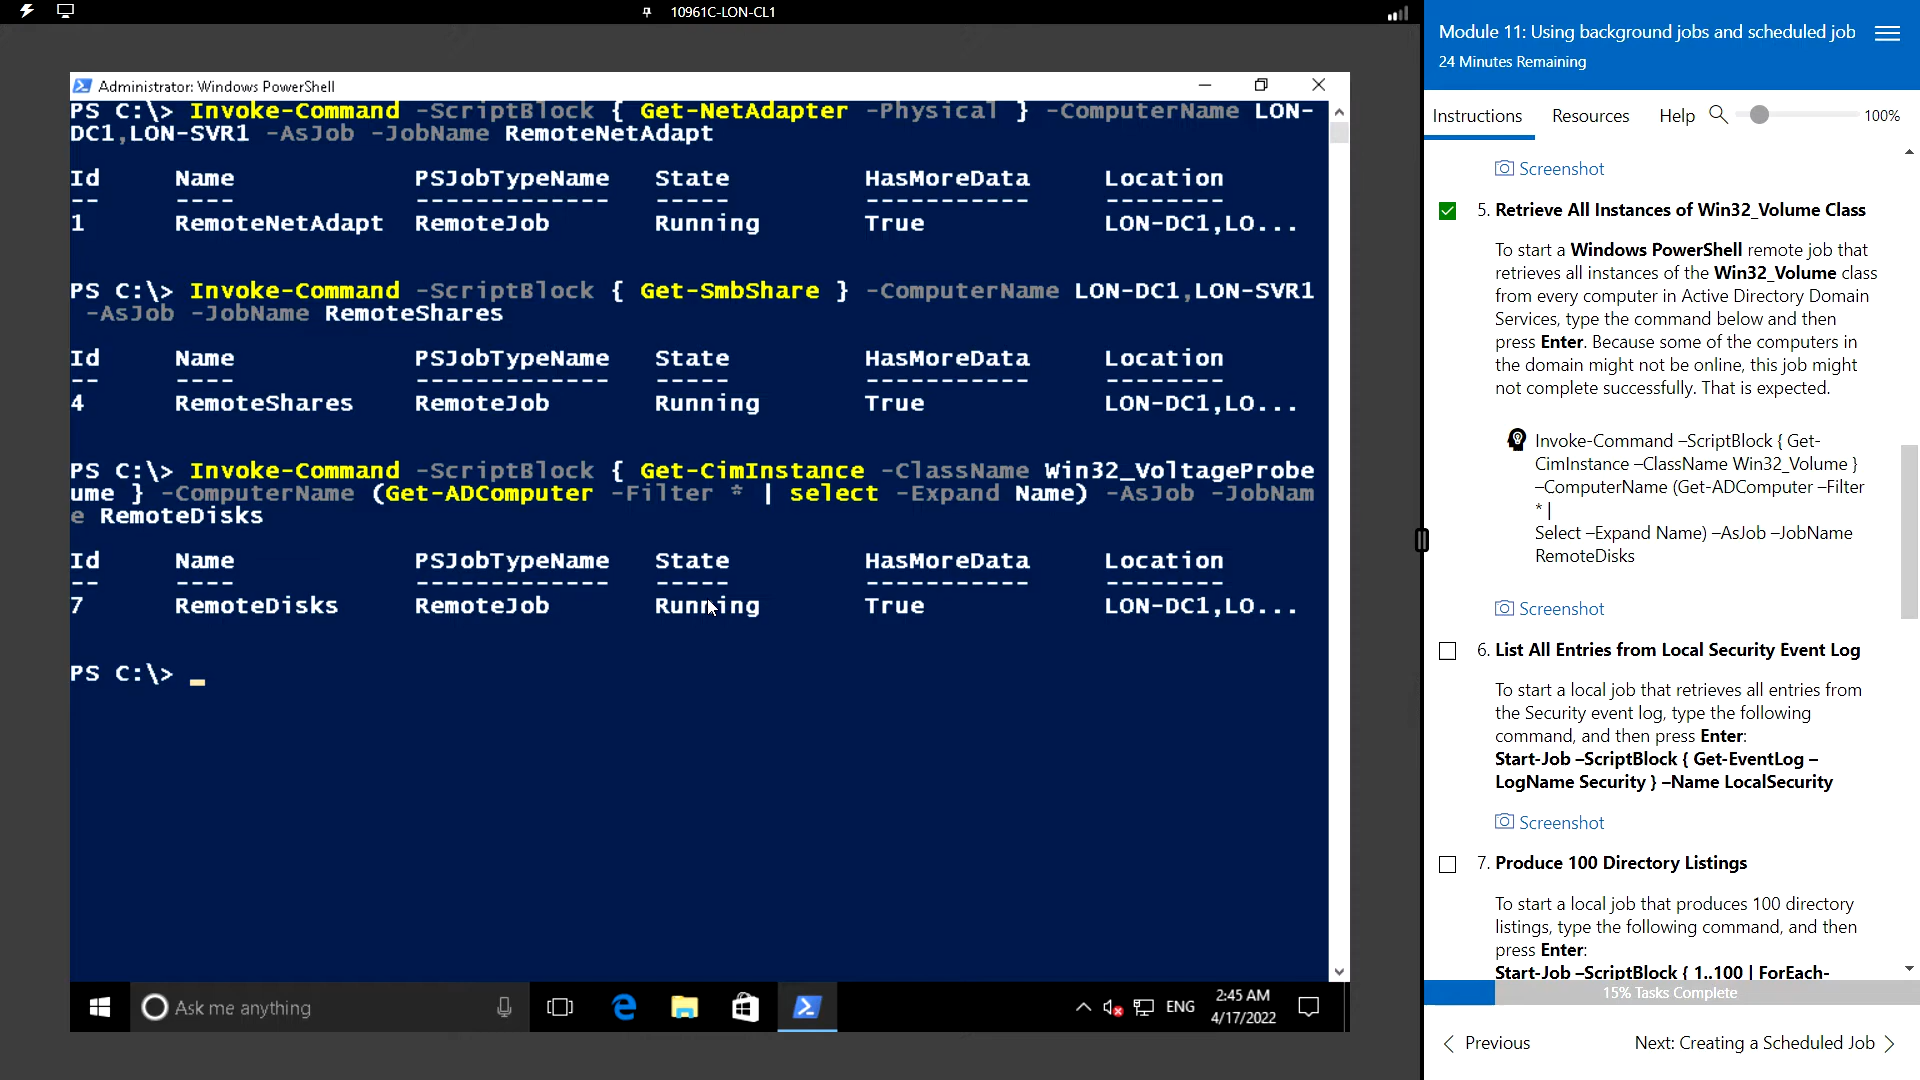 10961C-LON-CL1
Administrator: Windows PowerShell
PS C:\> Invoke-Command -ScriptBlock { Get-NetAdapter -Physical } -ComputerName LON-
DC1,LON-SVR1 -AsJob -JobName RemoteNetAdapt
Id Name PSJobTypeName State HasMoreData Location
-- ---- ------------- ----- ----------- --------
1 RemoteNetAdapt RemoteJob Running True LON-DC1,LO...
PS C:\> Invoke-Command -ScriptBlock { Get-SmbShare } -ComputerName LON-DC1,LON-SVR1
-AsJob -JobName RemoteShares
Id Name PSJobTypeName State HasMoreData Location
-- ---- ------------- ----- ----------- --------
4 RemoteShares RemoteJob Running True LON-DC1,LO...
PS C:\> Invoke-Command -ScriptBlock { Get-CimInstance -ClassName Win32_VoltageProbe
ume } -ComputerName (Get-ADComputer -Filter * | select -Expand Name) -AsJob -JobNam
e RemoteDisks
Id Name PSJobTypeName State HasMoreData Location
-- ---- ------------- ----- ----------- --------
7 RemoteDisks RemoteJob Running True LON-DC1,LO...
PS C:\> _
Ask me anything
ENG
2:45 AM
4/17/2022
Module 11: Using background jobs and scheduled job
24 Minutes Remaining
Instructions Resources Help 100%
Screenshot
5. Retrieve All Instances of Win32_Volume Class
To start a Windows PowerShell remote job that
retrieves all instances of the Win32_Volume class
from every computer in Active Directory Domain
Services, type the command below and then
press Enter. Because some of the computers in
the domain might not be online, this job might
not complete successfully. That is expected.
Invoke-Command –ScriptBlock { Get-
CimInstance –ClassName Win32_Volume }
–ComputerName (Get-ADComputer –Filter
* |
Select –Expand Name) –AsJob –JobName
RemoteDisks
Screenshot
6. List All Entries from Local Security Event Log
To start a local job that retrieves all entries from
the Security event log, type the following
command, and then press Enter:
Start-Job –ScriptBlock { Get-EventLog –
LogName Security } –Name LocalSecurity
Screenshot
7. Produce 100 Directory Listings
To start a local job that produces 100 directory
listings, type the following command, and then
press Enter:
Start-Job –ScriptBlock { 1..100 | ForEach-
15% Tasks Complete
Previous
Next: Creating a Scheduled Job